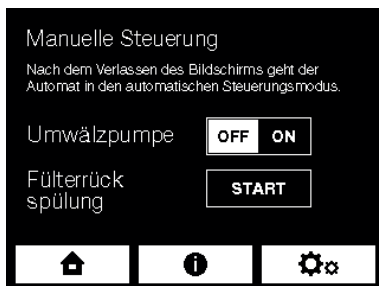 Manuelle Steuerung
Nach dem Verlassen des Bildschirms geht der
Automat in den automatischen Steuerungsmodus.
Umwälzpumpe OFF ON
Fülterrück
spülung START